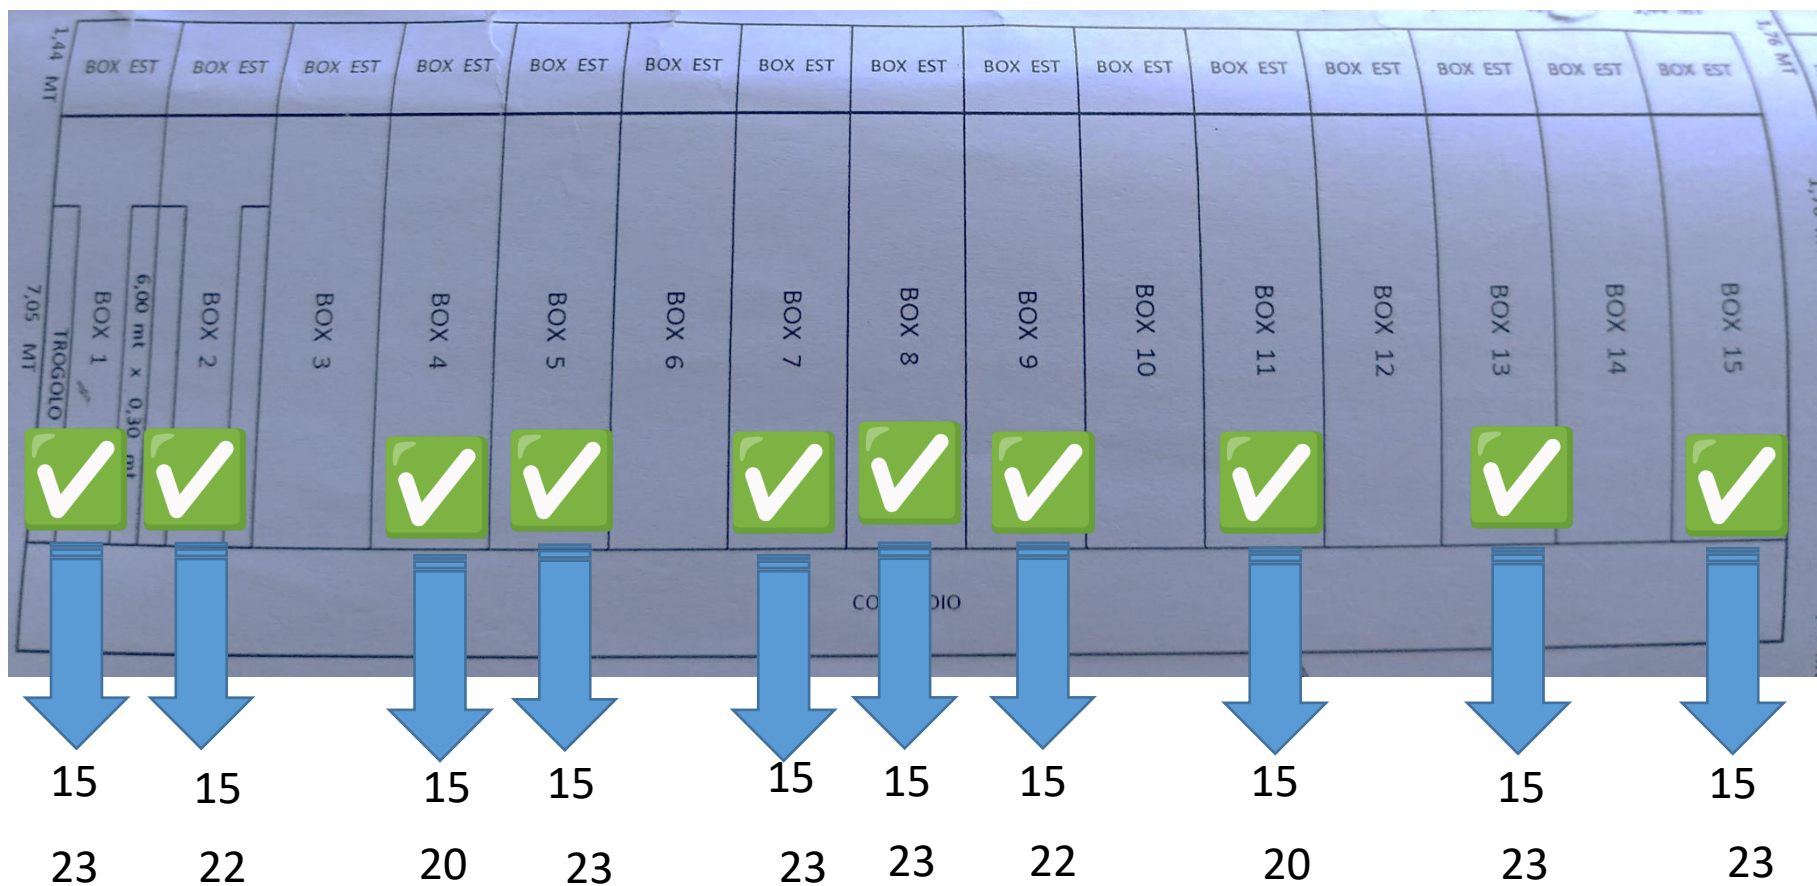 1,44 MT
BOX EST BOX EST BOX EST BOX EST BOX EST BOX EST BOX EST BOX EST BOX EST BOX EST BOX EST BOX EST BOX EST BOX EST BOX EST
1,76 MT
7,05 MT
TROGOLO
BOX 1
6,00 mt x 0,30 mt
BOX 2
BOX 3
BOX 4
BOX 5
BOX 6
BOX 7
BOX 8
BOX 9
BOX 10
BOX 11
BOX 12
BOX 13
BOX 14
BOX 15
15 15 15 15 15 15 15 15 15 15
23 22 20 23 23 23 22 20 23 23